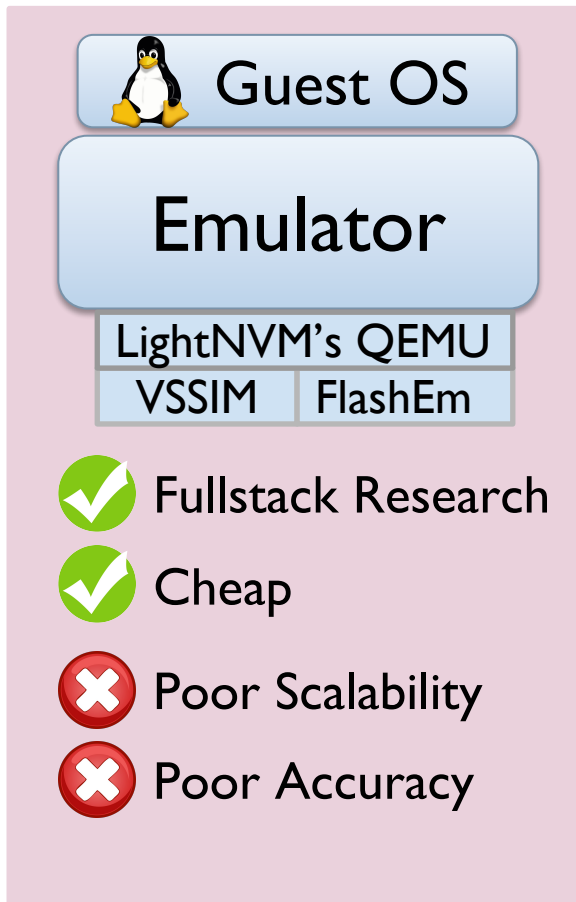 Guest OS
Emulator
LightNVM's QEMU
VSSIM FlashEm
Fullstack Research
Cheap
Poor Scalability
Poor Accuracy